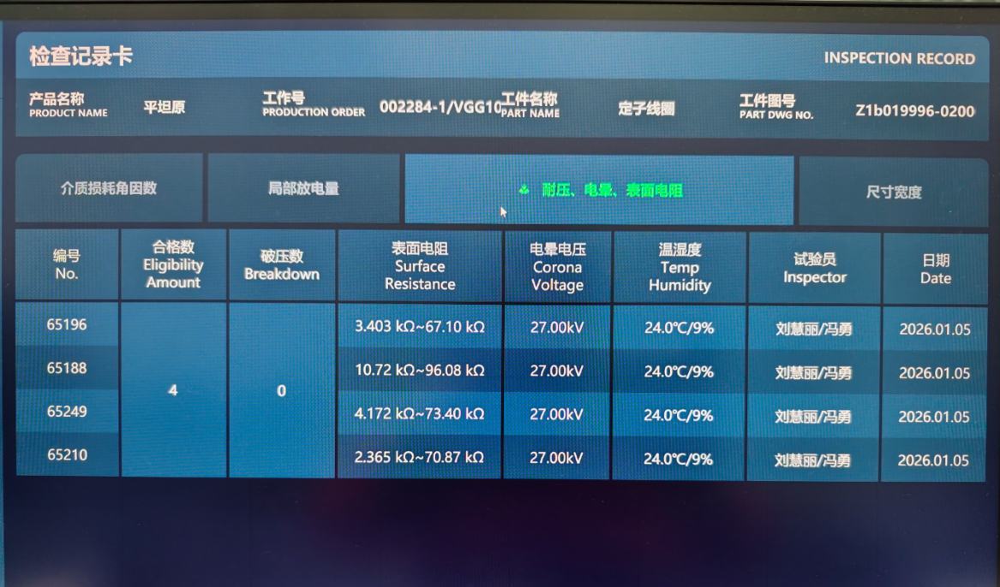 检查记录卡
INSPECTION RECORD
产品名称
PRODUCT NAME
平坦原
工作号
PRODUCTION ORDER
002284-1/VGG10
工件名称
PART NAME
定子线圈
工件图号
PART DWG NO.
Z1b019996-0200
介质损耗角因数
局部放电量
耐压、电晕、表面电阻
尺寸宽度
编号
No.
合格数
Eligibility
Amount
破压数
Breakdown
表面电阻
Surface
Resistance
电晕电压
Corona
Voltage
温湿度
Temp
Humidity
试验员
Inspector
日期
Date
65196
3.403 kΩ~67.10 kΩ
27.00kV
24.0℃/9%
刘慧丽/冯勇
2026.01.05
65188
10.72 kΩ~96.08 kΩ
27.00kV
24.0℃/9%
刘慧丽/冯勇
2026.01.05
4
0
65249
4.172 kΩ~73.40 kΩ
27.00kV
24.0℃/9%
刘慧丽/冯勇
2026.01.05
65210
2.365 kΩ~70.87 kΩ
27.00kV
24.0℃/9%
刘慧丽/冯勇
2026.01.05